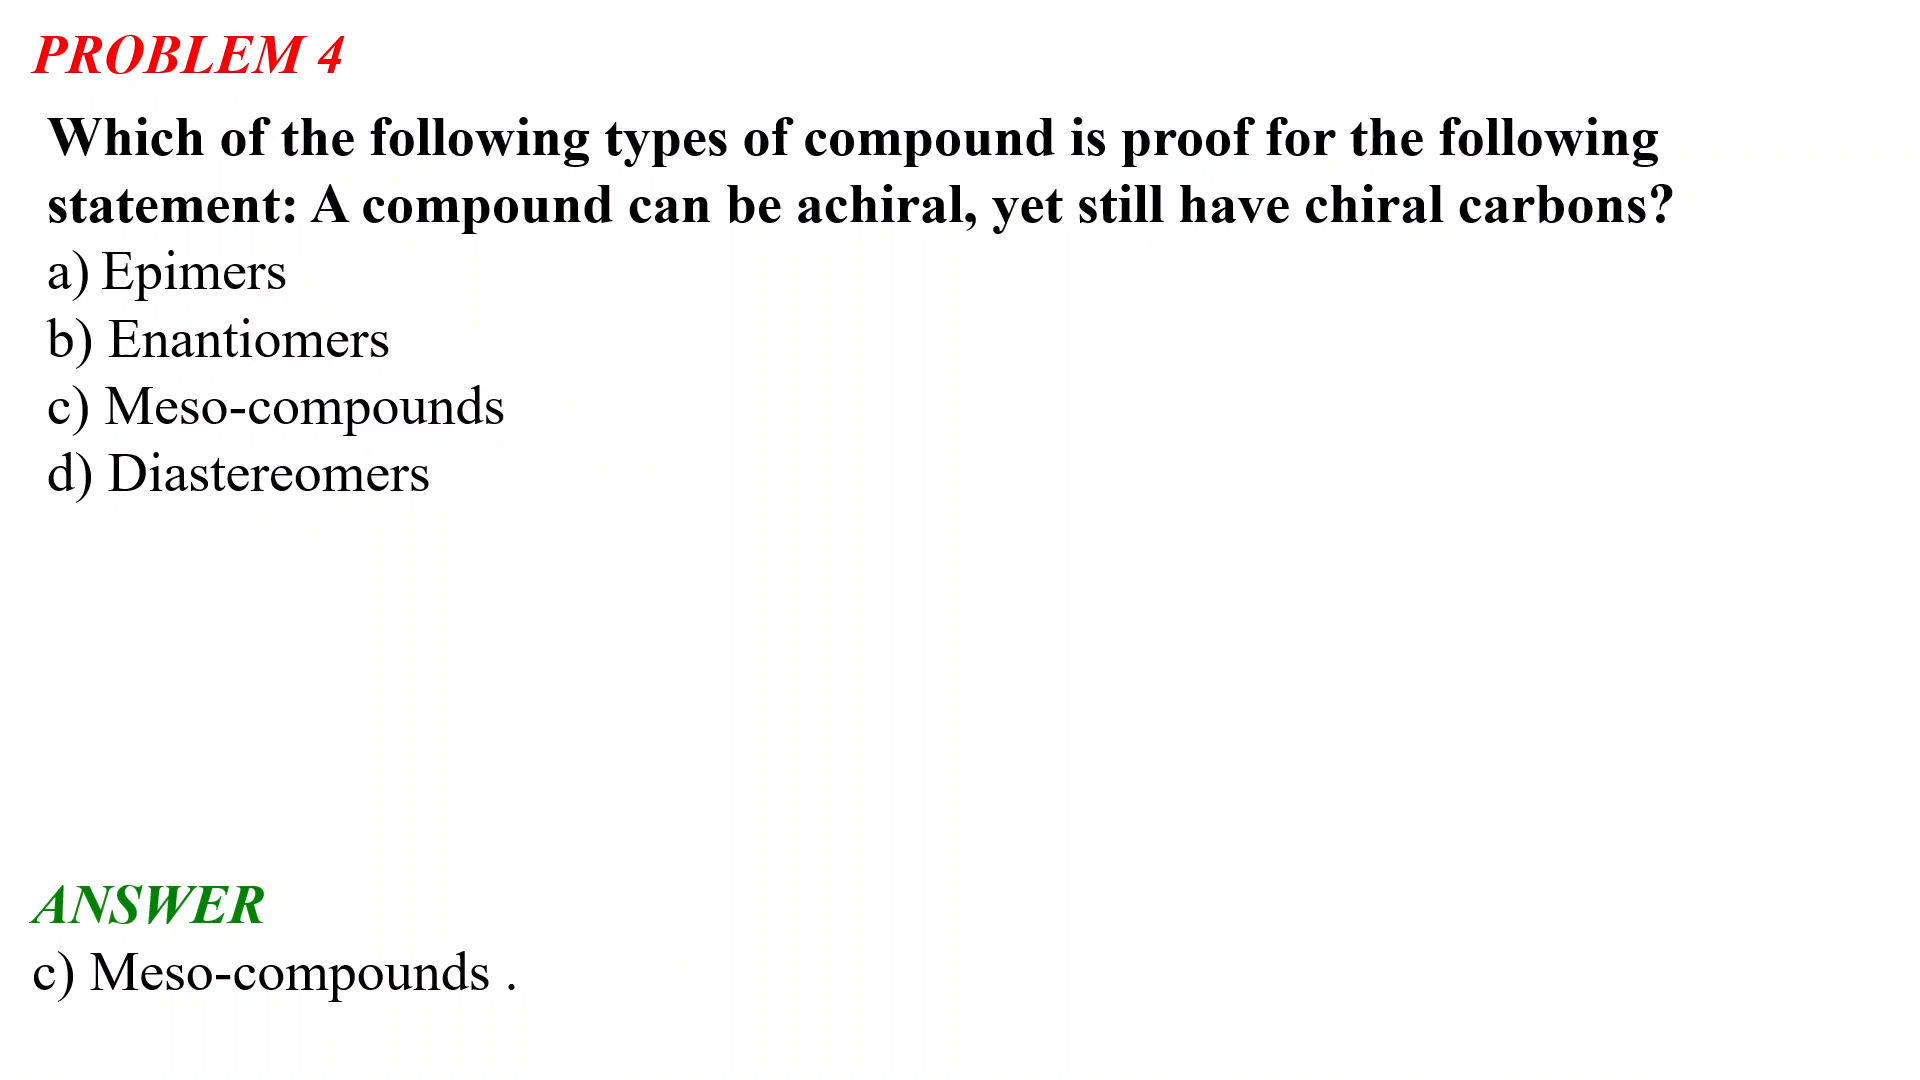 PROBLEM 4
Which of the following types of compound is proof for the following
statement: A compound can be achiral, yet still have chiral carbons?
a) Epimers
b) Enantiomers
c) Meso-compounds
d) Diastereomers
ANSWER
c) Meso-compounds .